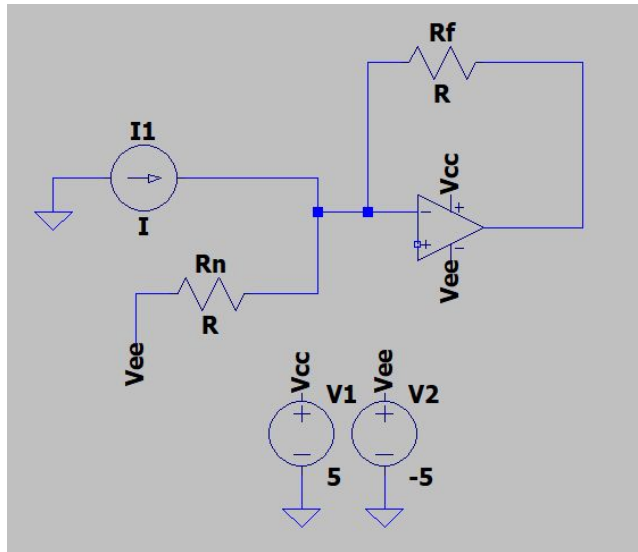 Rf
R
I1
I
Vcc
- +
+ -
Vee
Rn
R
Vee
Vcc V1 Vee V2
+ +
- -
5 -5